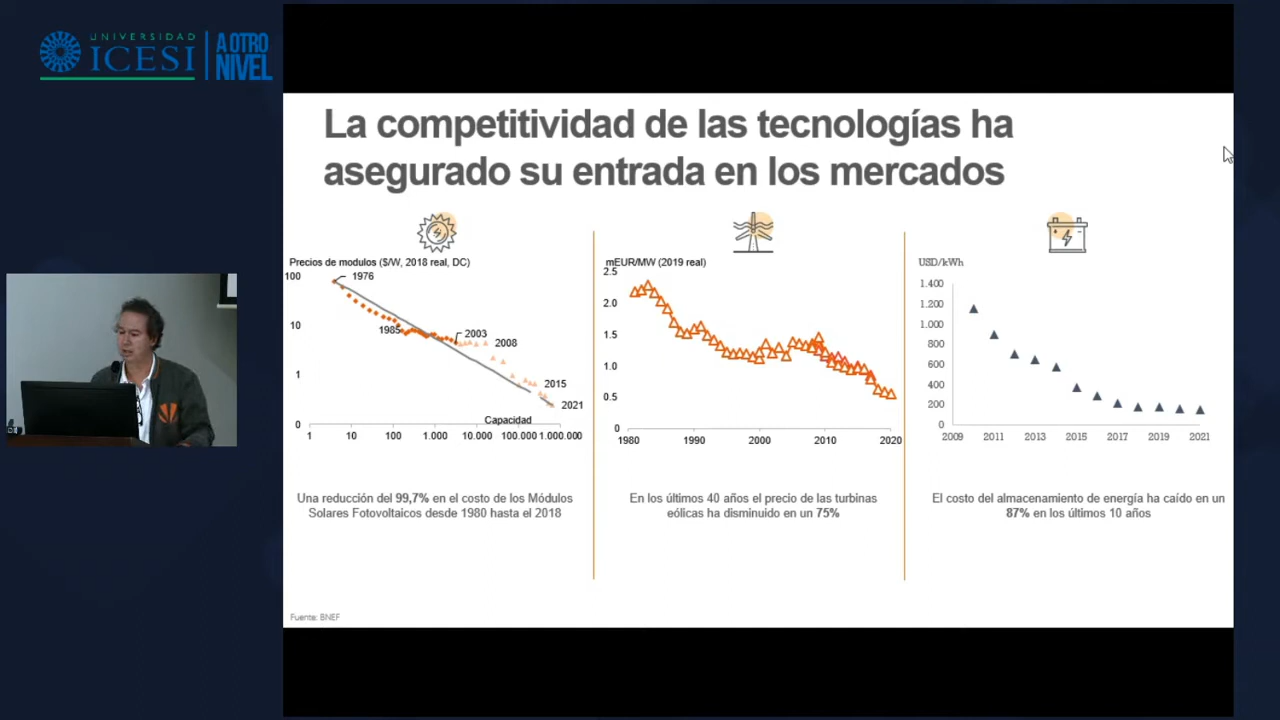 UNIVERSIDAD
ICESI
A OTRO
NIVEL
La competitividad de las tecnologías ha
asegurado su entrada en los mercados
Precios de modulos ($/W, 2018 real, DC)
100
10
1
0
1976
1985
2003
2008
2015
2021
Capacidad
1
10
100
1.000
10.000
100.000
1.000.000
Una reducción del 99,7% en el costo de los Módulos
Solares Fotovoltaicos desde 1980 hasta el 2018
mEUR/MW (2019 real)
2.5
2.0
1.5
1.0
0.5
0
1980
1990
2000
2010
2020
En los últimos 40 años el precio de las turbinas
eólicas ha disminuido en un 75%
USD/kWh
1.400
1.200
1.000
800
600
400
200
0
2009
2011
2013
2015
2017
2019
2021
El costo del almacenamiento de energía ha caído en un
87% en los últimos 10 años
Fuente: BNEF